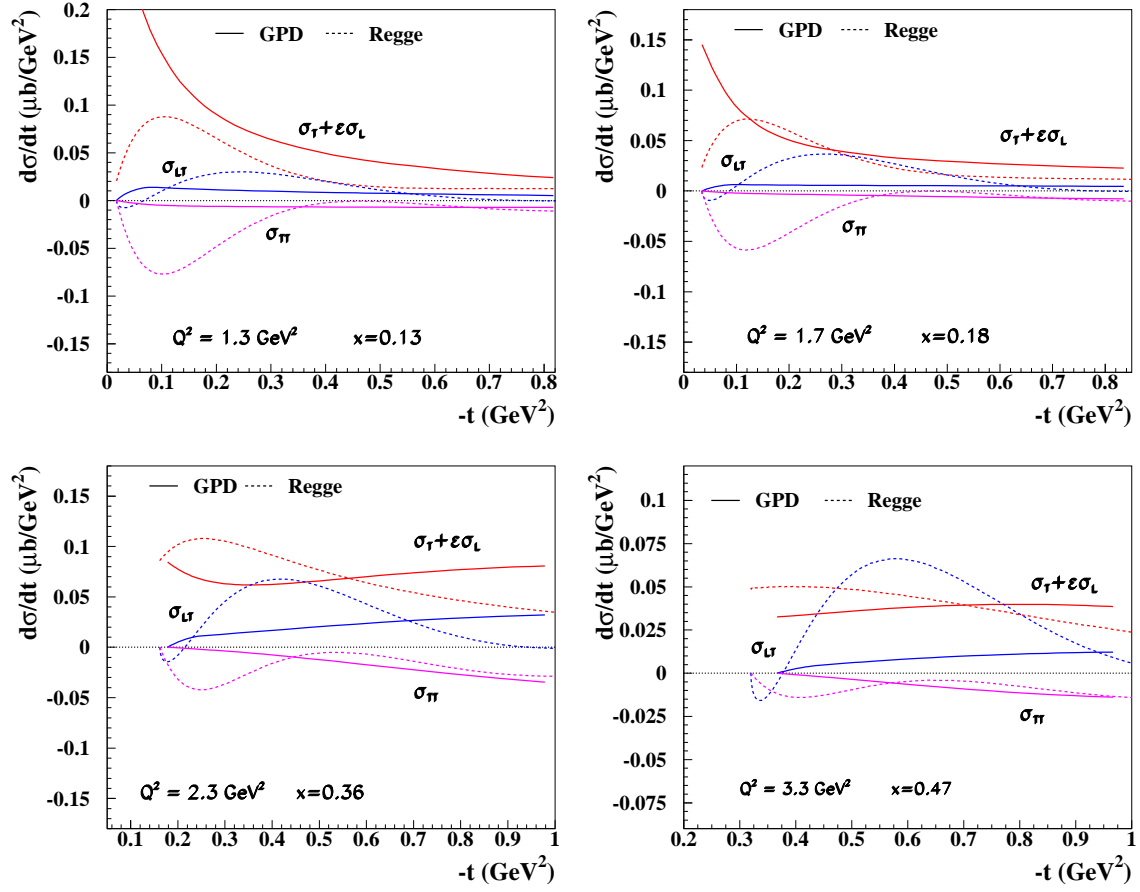 dσ/dt (μb/GeV²)
0.2
0.15
0.1
0.05
0
-0.05
-0.1
-0.15
GPD Regge
σT+εσL
σLT
σTT
Q² = 1.3 GeV² x=0.13
0 0.1 0.2 0.3 0.4 0.5 0.6 0.7 0.8
-t (GeV²)
dσ/dt (μb/GeV²)
0.15
0.1
0.05
0
-0.05
-0.1
-0.15
GPD Regge
σT+εσL
σLT
σTT
Q² = 1.7 GeV² x=0.18
0 0.1 0.2 0.3 0.4 0.5 0.6 0.7 0.8
-t (GeV²)
dσ/dt (μb/GeV²)
0.15
0.1
0.05
0
-0.05
-0.1
-0.15
GPD Regge
σT+εσL
σLT
σTT
Q² = 2.3 GeV² x=0.36
0.1 0.2 0.3 0.4 0.5 0.6 0.7 0.8 0.9 1
-t (GeV²)
dσ/dt (μb/GeV²)
0.1
0.075
0.05
0.025
0
-0.025
-0.05
-0.075
GPD Regge
σT+εσL
σLT
σTT
Q² = 3.3 GeV² x=0.47
0.2 0.3 0.4 0.5 0.6 0.7 0.8 0.9 1
-t (GeV²)